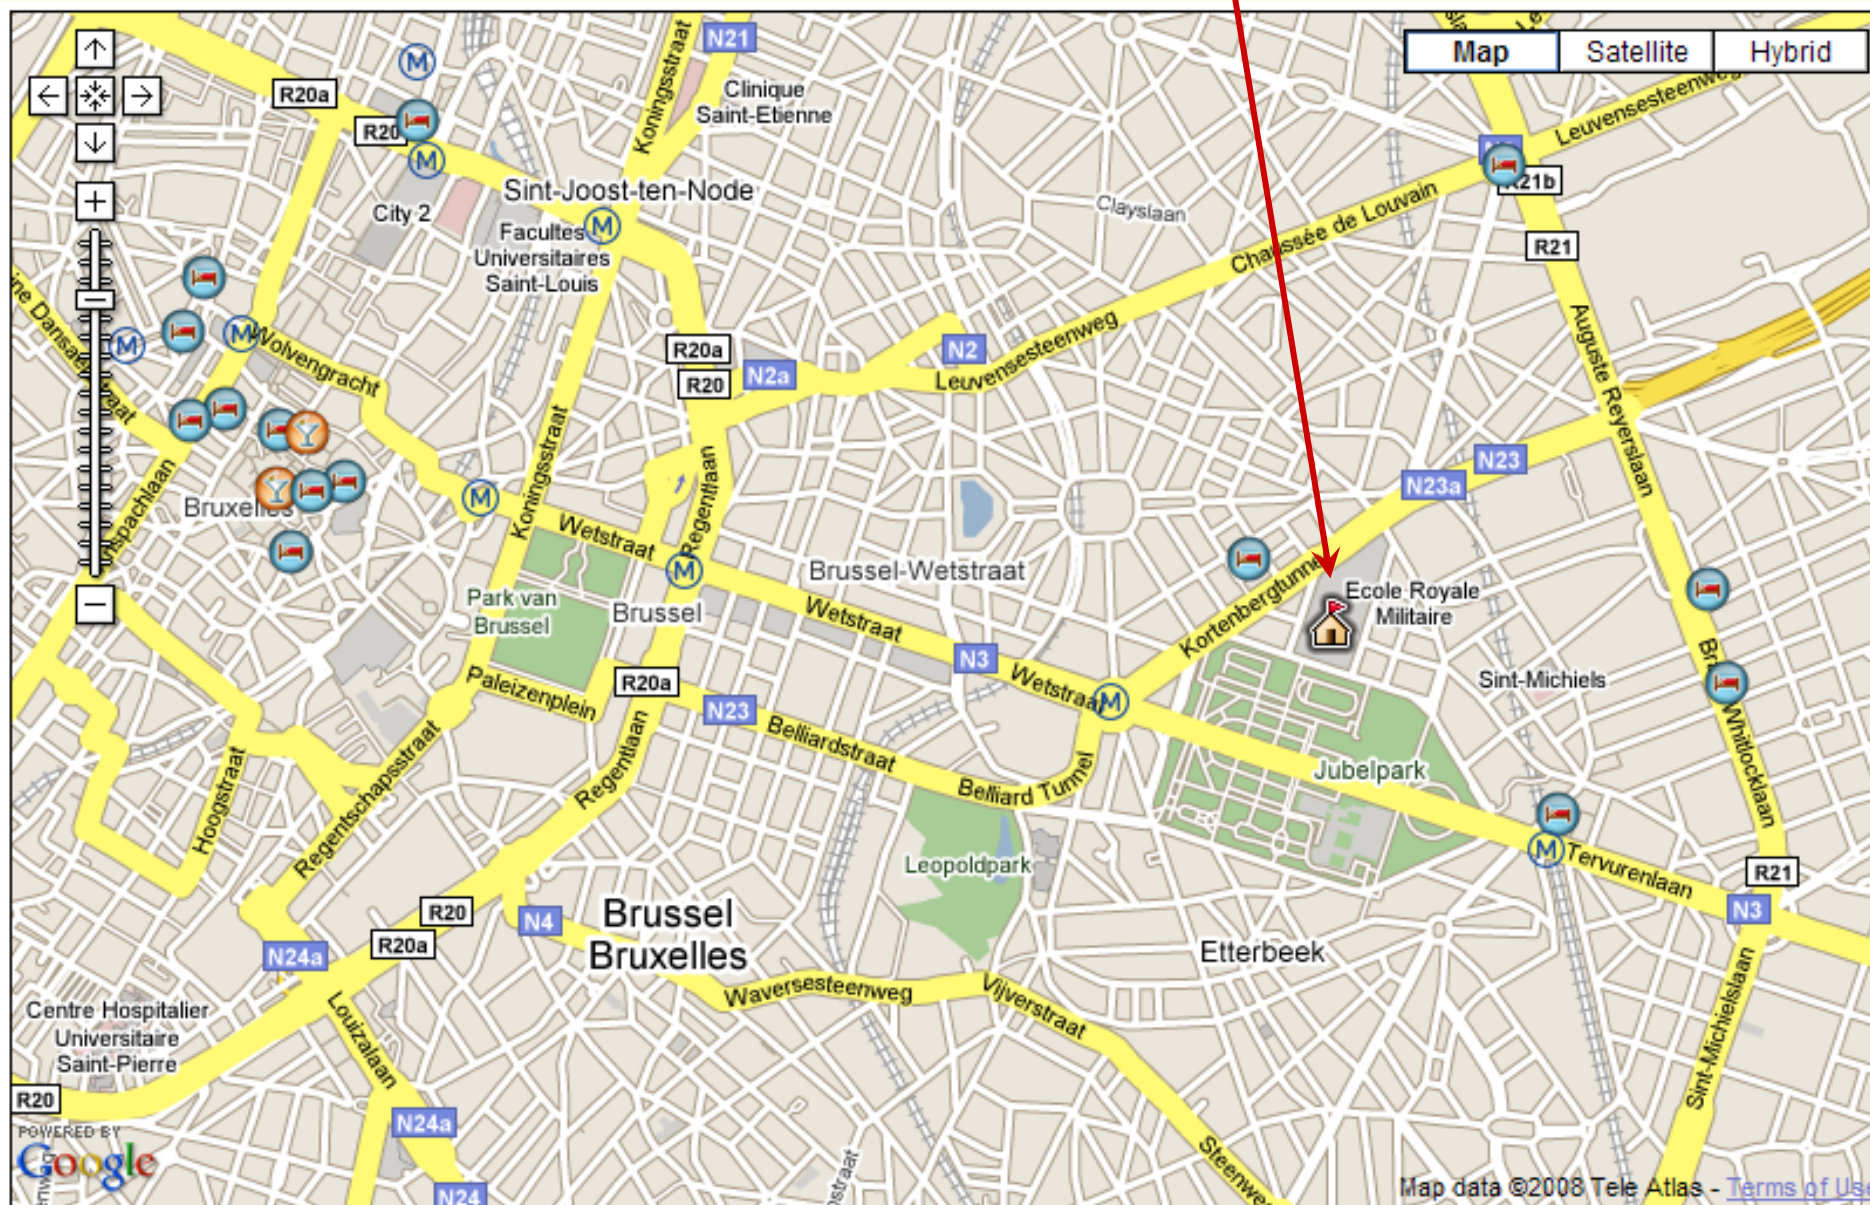 N21
Map
Satellite
Hybrid
Koningsstraat
Clinique
Saint-Etienne
R20a
R20
Leuvensesteenweg
Sint-Joost-ten-Node
R21b
City 2
Clayslaan
Facultes
Universitaires
Saint-Louis
Chaussée de Louvain
R21
Wolvengracht
R20a
N2
Leuvensesteenweg
R20
N2a
Auguste Reyerslaan
Koningsstraat
N23
N23a
Regentlaan
Bruxelles
Wetstraat
Brussel-Wetstraat
Kortenbergtunnel
Ecole Royale
Militaire
Park van
Brussel
Brussel
Wetstraat
N3
Wetstraat
Sint-Michiels
Paleizenplein
R20a
N23
Belliardstraat
Whitlocklaan
Regentschapsstraat
Regentlaan
Belliard Tunnel
Jubelpark
Hoogstraat
Leopoldpark
Tervurenlaan
R21
R20
N4
Brussel
Bruxelles
N3
R20a
N24a
Etterbeek
Waversesteenweg
Vijverstraat
Centre Hospitalier
Universitaire
Saint-Pierre
Louizalaan
Sint-Michielslaan
R20
N24a
POWERED BY
Google
N24
Map data ©2008 Tele Atlas - Terms of Use